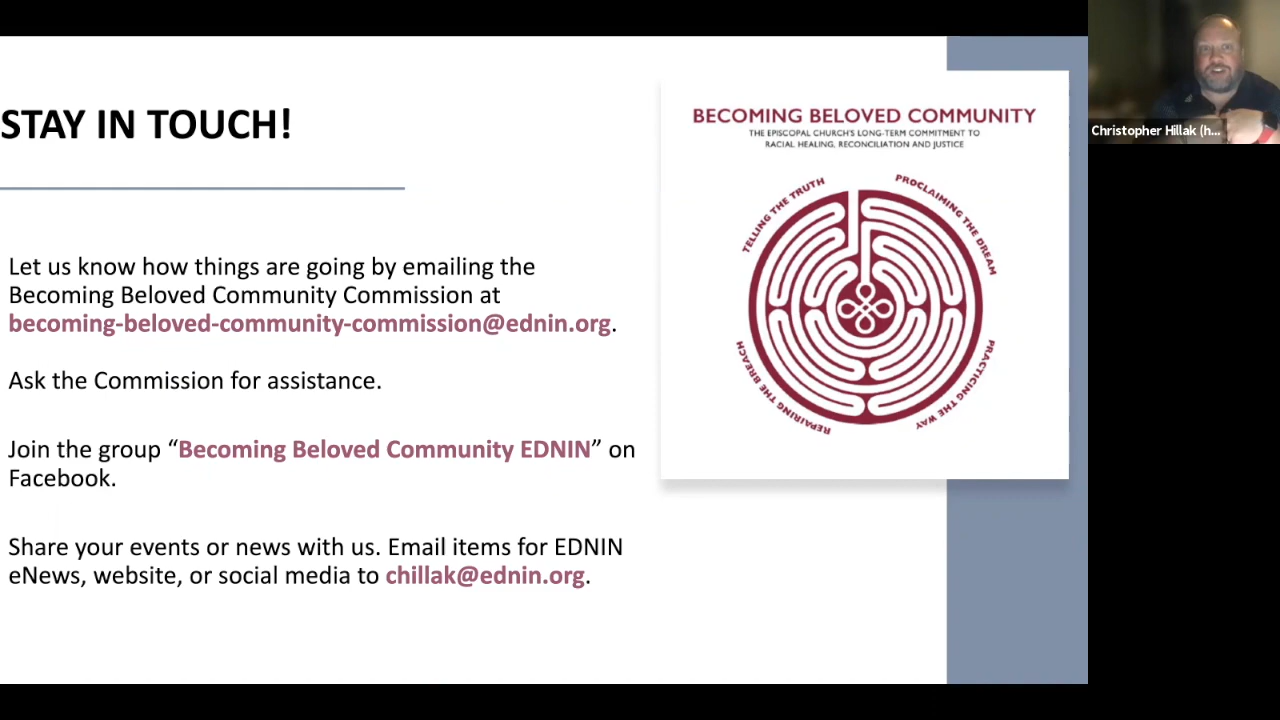 STAY IN TOUCH!
Let us know how things are going by emailing the
Becoming Beloved Community Commission at
becoming-beloved-community-commission@ednin.org.
Ask the Commission for assistance.
Join the group “Becoming Beloved Community EDNIN” on
Facebook.
Share your events or news with us. Email items for EDNIN
eNews, website, or social media to chillak@ednin.org.
BECOMING BELOVED COMMUNITY
THE EPISCOPAL CHURCH'S LONG-TERM COMMITMENT TO
RACIAL HEALING, RECONCILIATION AND JUSTICE
TELLING THE TRUTH
PROCLAIMING THE DREAM
REPAIRING THE BREACH
PRACTICING THE WAY
Christopher Hillak (h...